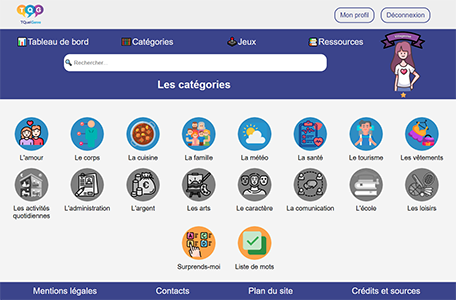 TQG
TQuelGenre
Mon profil
Déconnexion
Tableau de bord
Catégories
Jeux
Ressources
Rechercher...
Les catégories
L'amour
Le corps
La cuisine
La famille
La météo
La santé
Le tourisme
Les vêtements
Les activités
quotidiennes
L'administration
L'argent
Les arts
Le caractère
La comunication
L'école
Les loisirs
Surprends-moi
Liste de mots
Mentions légales
Contacts
Plan du site
Crédits et sources